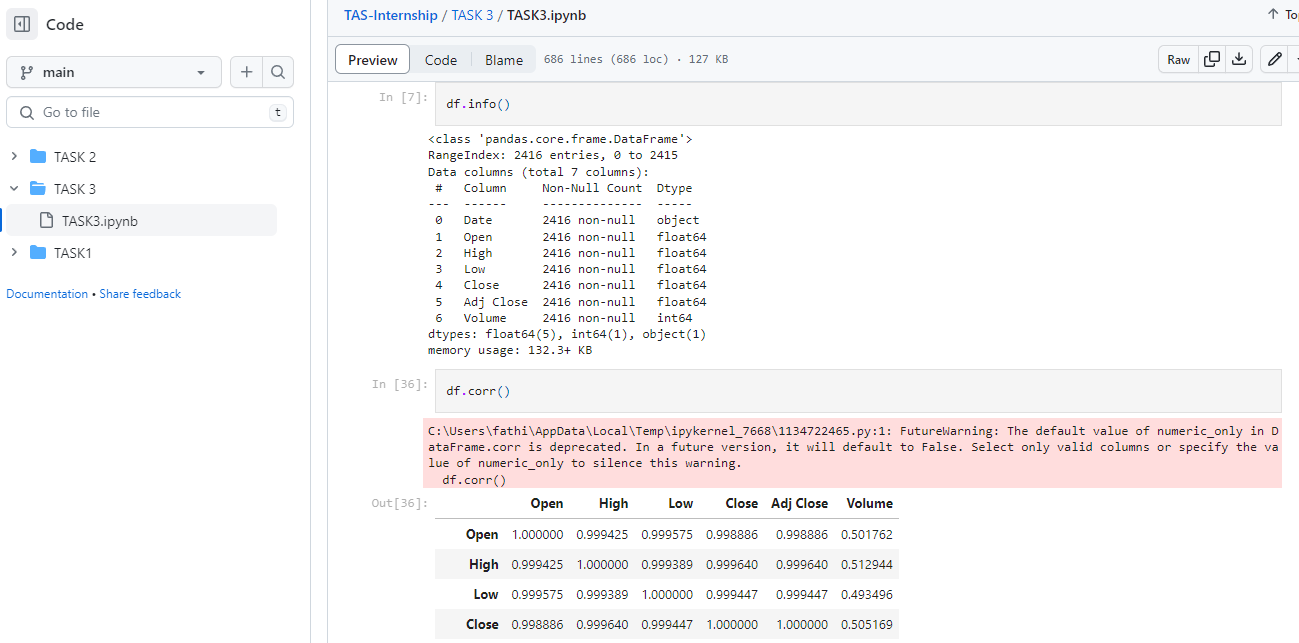 Code
main
Go to file
t
TASK 2
TASK 3
TASK3.ipynb
TASK1
Documentation • Share feedback
TAS-Internship / TASK 3 / TASK3.ipynb
Preview Code Blame 686 lines (686 loc) · 127 KB
Raw
In [7]: df.info()
<class 'pandas.core.frame.DataFrame'>
RangeIndex: 2416 entries, 0 to 2415
Data columns (total 7 columns):
# Column Non-Null Count Dtype
--- ------ -------------- -----
0 Date 2416 non-null object
1 Open 2416 non-null float64
2 High 2416 non-null float64
3 Low 2416 non-null float64
4 Close 2416 non-null float64
5 Adj Close 2416 non-null float64
6 Volume 2416 non-null int64
dtypes: float64(5), int64(1), object(1)
memory usage: 132.3+ KB
In [36]: df.corr()
C:\Users\fathi\AppData\Local\Temp\ipykernel_7668\1134722465.py:1: FutureWarning: The default value of numeric_only in D
ataFrame.corr is deprecated. In a future version, it will default to False. Select only valid columns or specify the va
lue of numeric_only to silence this warning.
df.corr()
Out[36]: Open High Low Close Adj Close Volume
Open 1.000000 0.999425 0.999575 0.998886 0.998886 0.501762
High 0.999425 1.000000 0.999389 0.999640 0.999640 0.512944
Low 0.999575 0.999389 1.000000 0.999447 0.999447 0.493496
Close 0.998886 0.999640 0.999447 1.000000 1.000000 0.505169